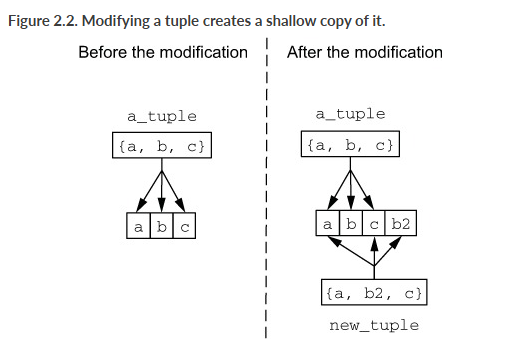 Figure 2.2. Modifying a tuple creates a shallow copy of it.
Before the modification
After the modification
a_tuple
{a, b, c}
a b c
a_tuple
{a, b, c}
a b c b2
{a, b2, c}
new_tuple